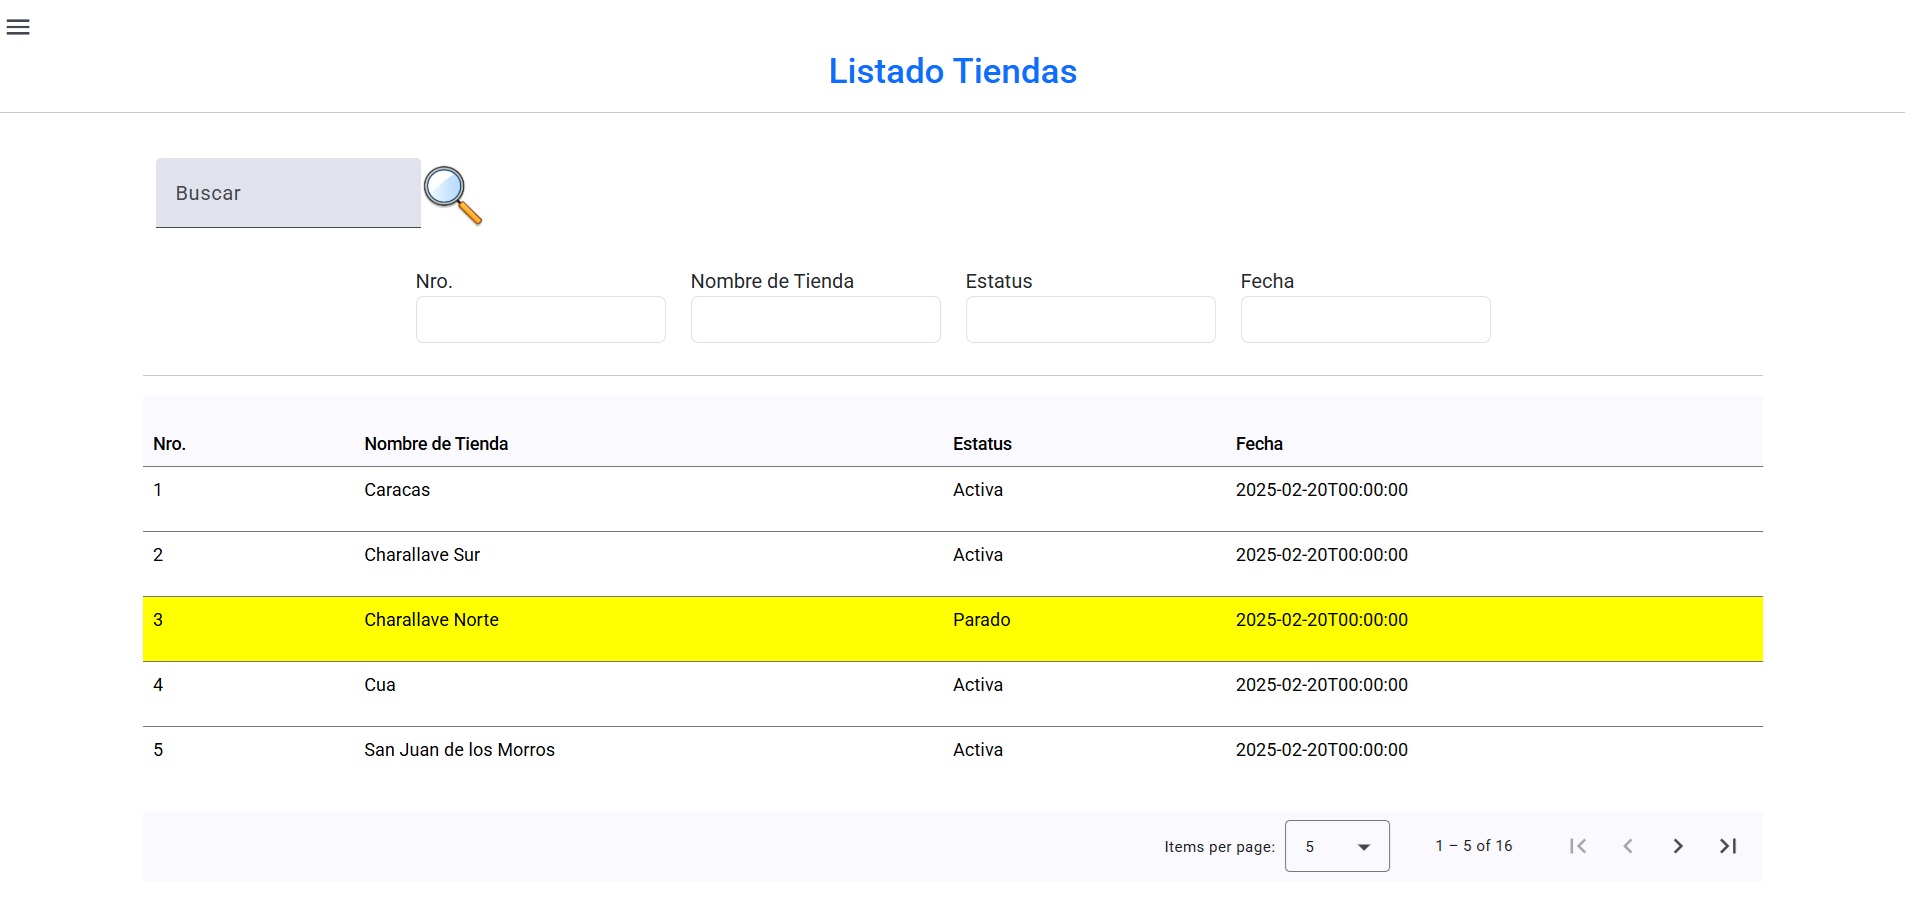 Listado Tiendas
Buscar
Nro. Nombre de Tienda Estatus Fecha
Nro. Nombre de Tienda Estatus Fecha
1 Caracas Activa 2025-02-20T00:00:00
2 Charallave Sur Activa 2025-02-20T00:00:00
3 Charallave Norte Parado 2025-02-20T00:00:00
4 Cua Activa 2025-02-20T00:00:00
5 San Juan de los Morros Activa 2025-02-20T00:00:00
Items per page: 5 1 – 5 of 16